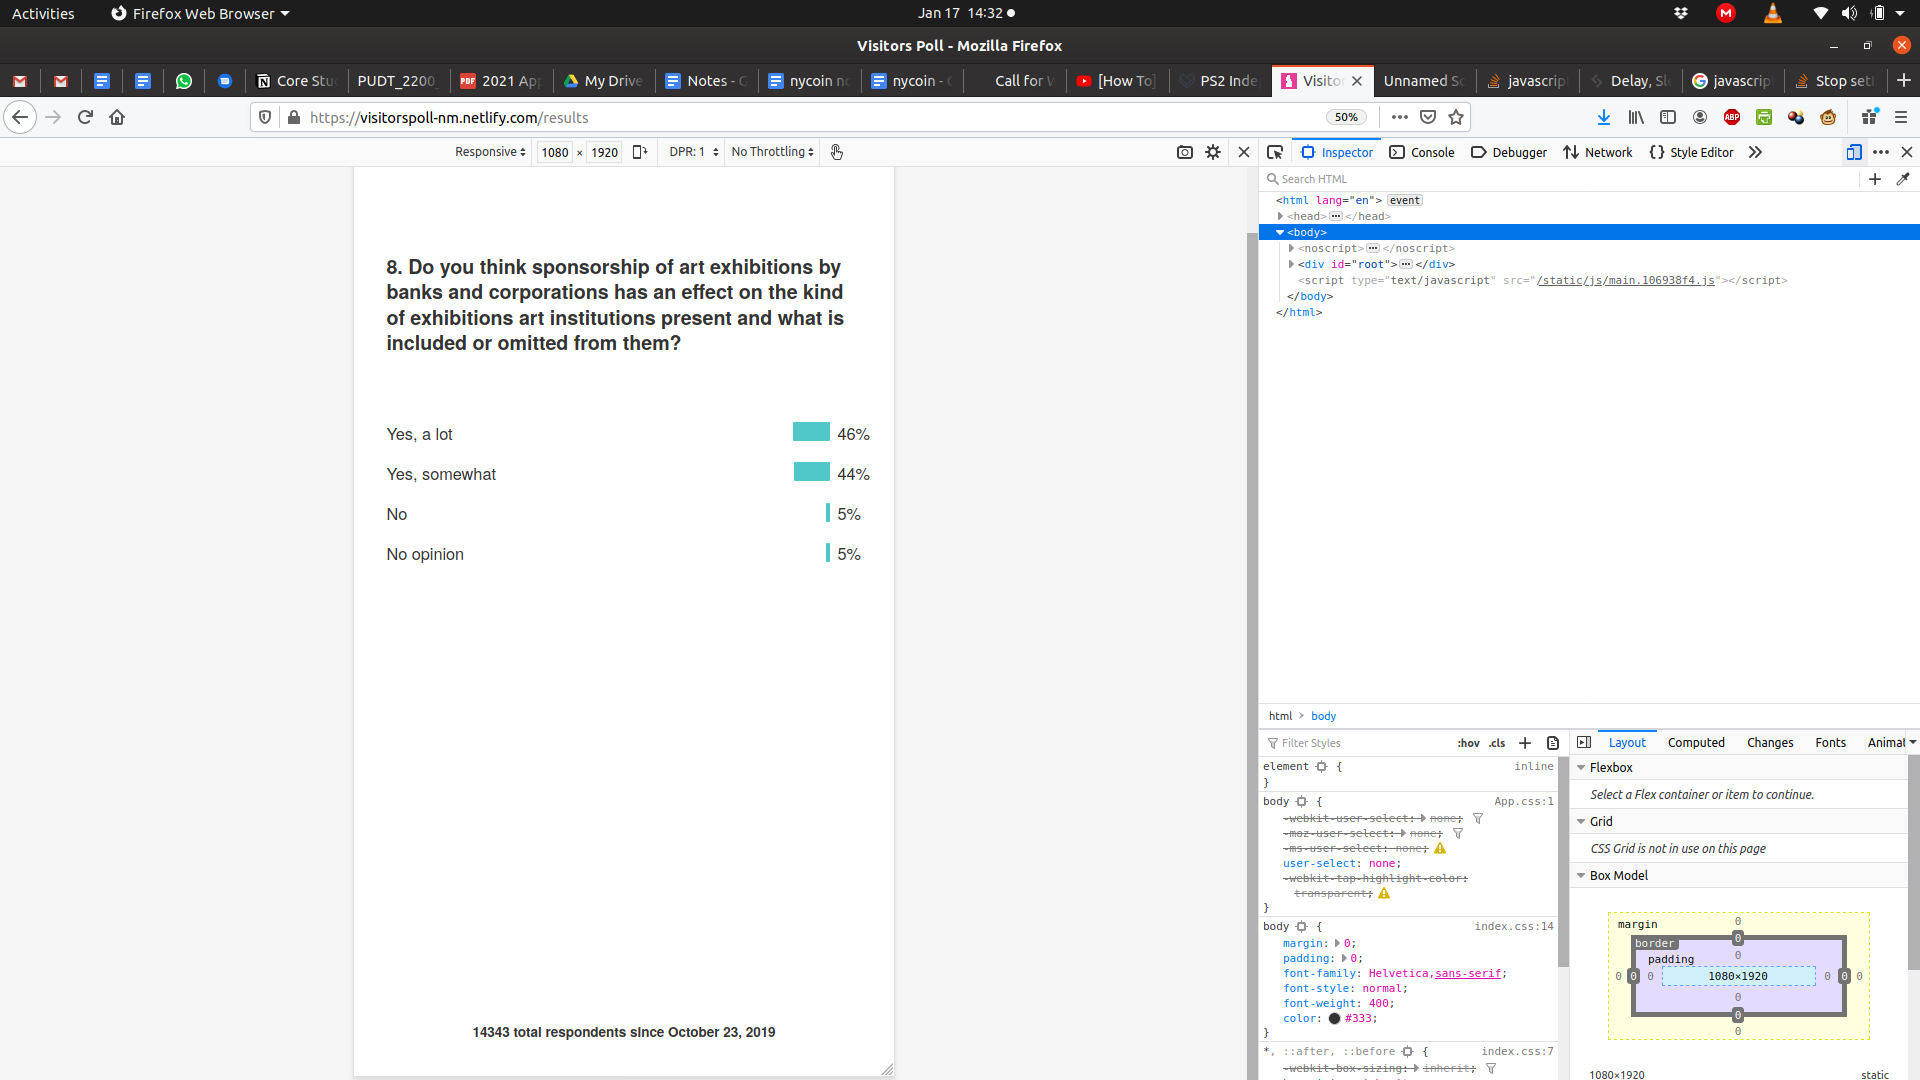 Activities
Firefox Web Browser
Jan 17 14:32
Visitors Poll - Mozilla Firefox
Core Stu
PUDT_2200
PDF 2021 Ap
My Drive
Notes - G
nycoin no
nycoin - G
Call for W
[How To]
PS2 Inde
Visitor
Unnamed Sc
javascrip
Delay, Sle
javascrip
Stop set
https://visitorspoll-nm.netlify.com/results
50%
ABP
Responsive
1080 × 1920
DPR: 1
No Throttling
Inspector
Console
Debugger
Network
Style Editor
Search HTML
<html lang="en"> event
<head> </head>
<body>
<noscript> </noscript>
<div id="root"> </div>
<script type="text/javascript" src="/static/js/main.106938f4.js"></script>
</body>
</html>
8. Do you think sponsorship of art exhibitions by
banks and corporations has an effect on the kind
of exhibitions art institutions present and what is
included or omitted from them?
Yes, a lot 46%
Yes, somewhat 44%
No 5%
No opinion 5%
14343 total respondents since October 23, 2019
html > body
Filter Styles
:hov .cls
element { inline
}
body { App.css:1
-webkit-user-select: none;
-moz-user-select: none;
-ms-user-select: none;
user-select: none;
-webkit-tap-highlight-color:
transparent;
}
body { index.css:14
margin: 0;
padding: 0;
font-family: Helvetica,sans-serif;
font-style: normal;
font-weight: 400;
color: #333;
}
*, ::after, ::before { index.css:7
-webkit-box-sizing: inherit;
Layout
Computed
Changes
Fonts
Animat
Flexbox
Select a Flex container or item to continue.
Grid
CSS Grid is not in use on this page
Box Model
margin 0
border 0
padding 0
0 0 0 1080×1920 0 0 0
0
0
0
1080×1920 static